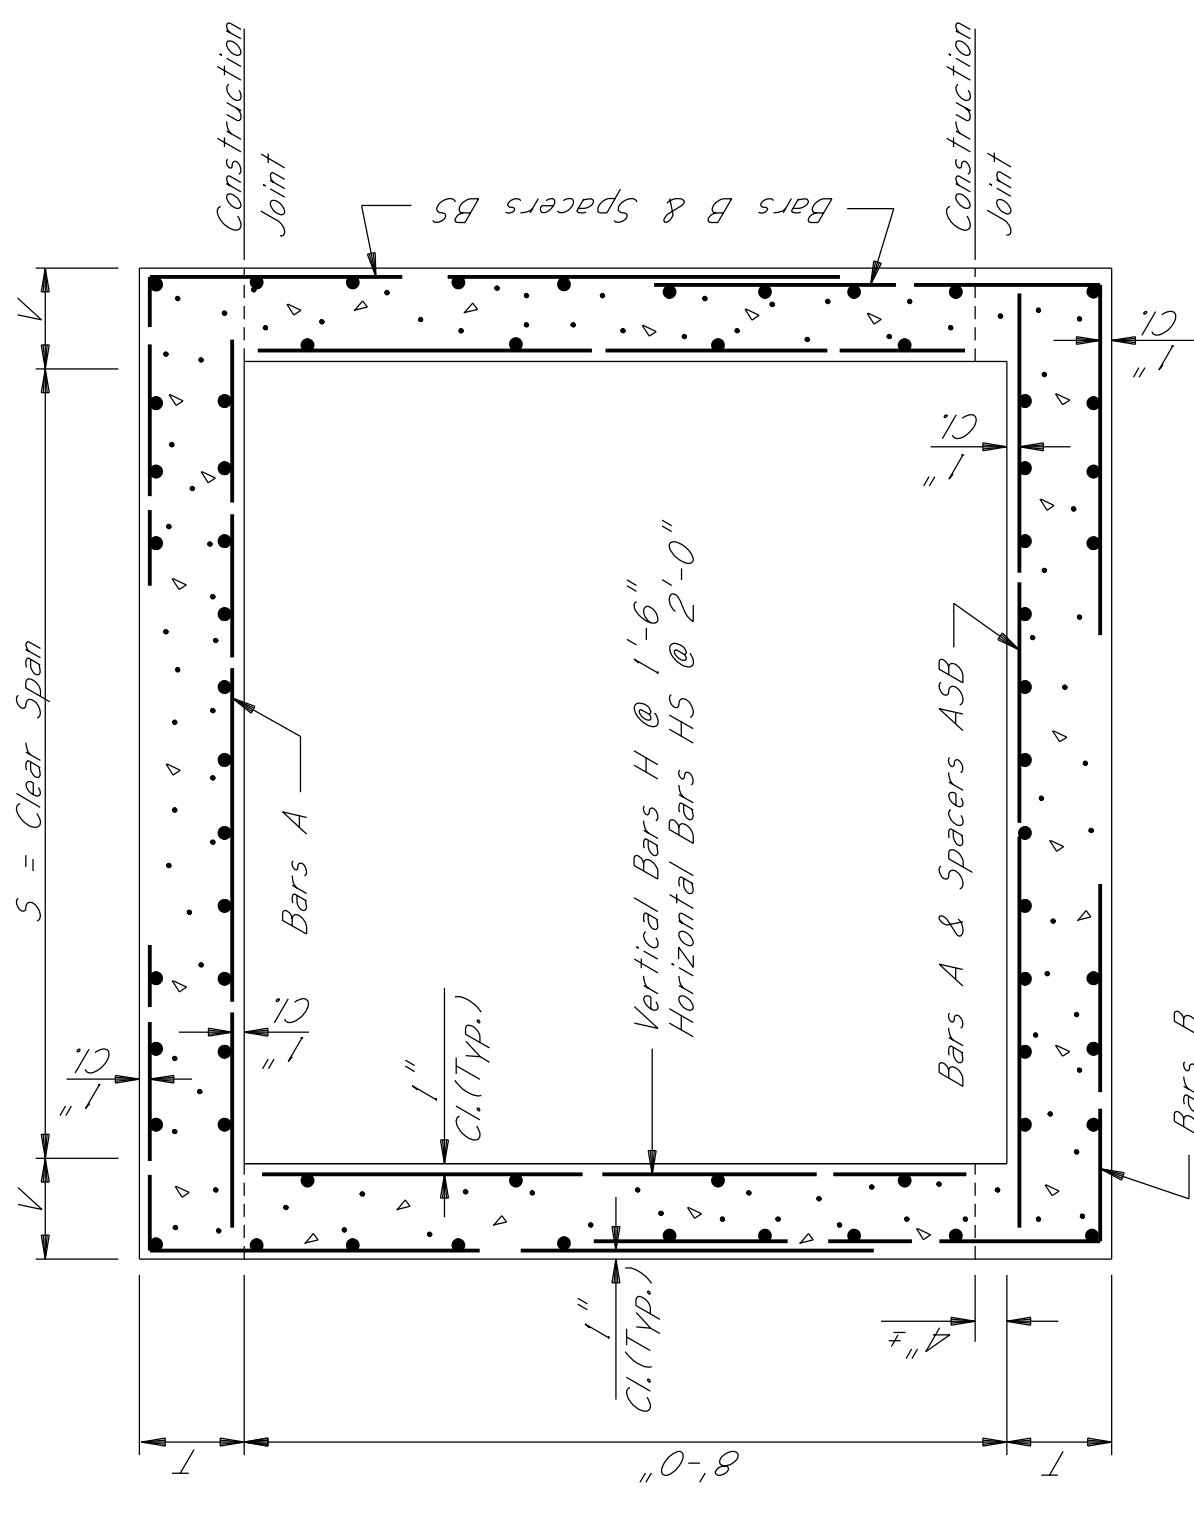 V
S = Clear Span
V
Construction
Joint
Construction
Joint
Bars B & Spacers BS
1"
Cl.
1"
Cl.
1"
Cl.
1"
Cl.
Bars A
1"
Cl.(Typ.)
Vertical Bars H @ 1'-6"
Horizontal Bars HS @ 2'-0"
Bars A & Spacers ASB
Bars B
1"
Cl.(Typ.)
4"±
T
8'-0"
T